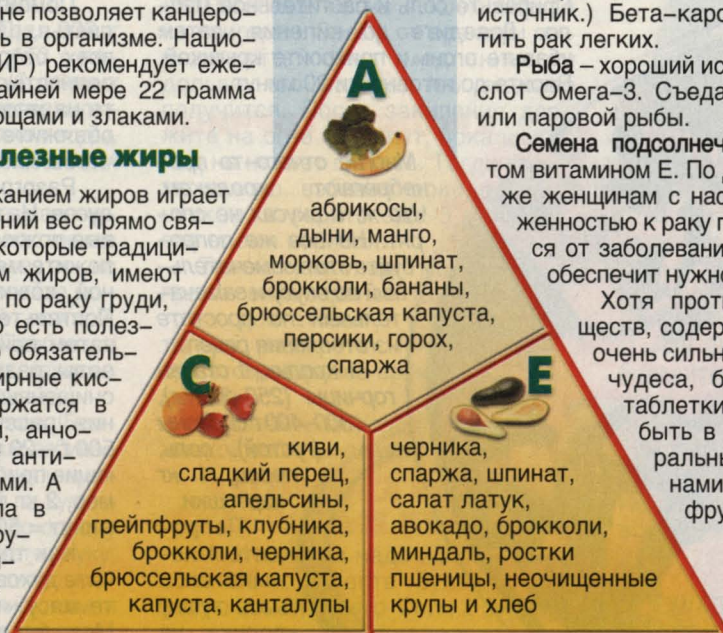 не позволяет канцеро-
ь в организме. Нацио-
ИР) рекомендует еже-
айней мере 22 грамма
ощами и злаками.
лезные жиры
канием жиров играет
ний все прямо свя-
которые традици-
м жиров, имеют
по раку груди,
о есть полез-
о обязатель-
ирные кис-
ержатся в
и, анчо-
анти-
ми. А
ла в
ру-
А
абрикосы,
дыни, манго,
морковь, шпинат,
брокколи, бананы,
брюссельская капуста,
персики, горох,
спаржа
С
киви,
сладкий перец,
апельсины,
грейпфруты, клубника,
брокколи, черника,
брюссельская капуста,
капуста, канталупы
Е
черника,
спаржа, шпинат,
салат латук,
авокадо, брокколи,
миндаль, ростки
пшеницы, неочищенные
крупы и хлеб
источник.) Бета-каро
тить рак легких.
Рыба – хороший ис
слот Омега-3. Съеда
или паровой рыбы.
Семена подсолнеч
том витамином Е. По д
же женщинам с нас
женностью к раку г
ся от заболевани
обеспечит нужно
Хотя прот
ществ, содер
очень сильн
чудеса, б
таблетки
быть в
ральны
нами
фру